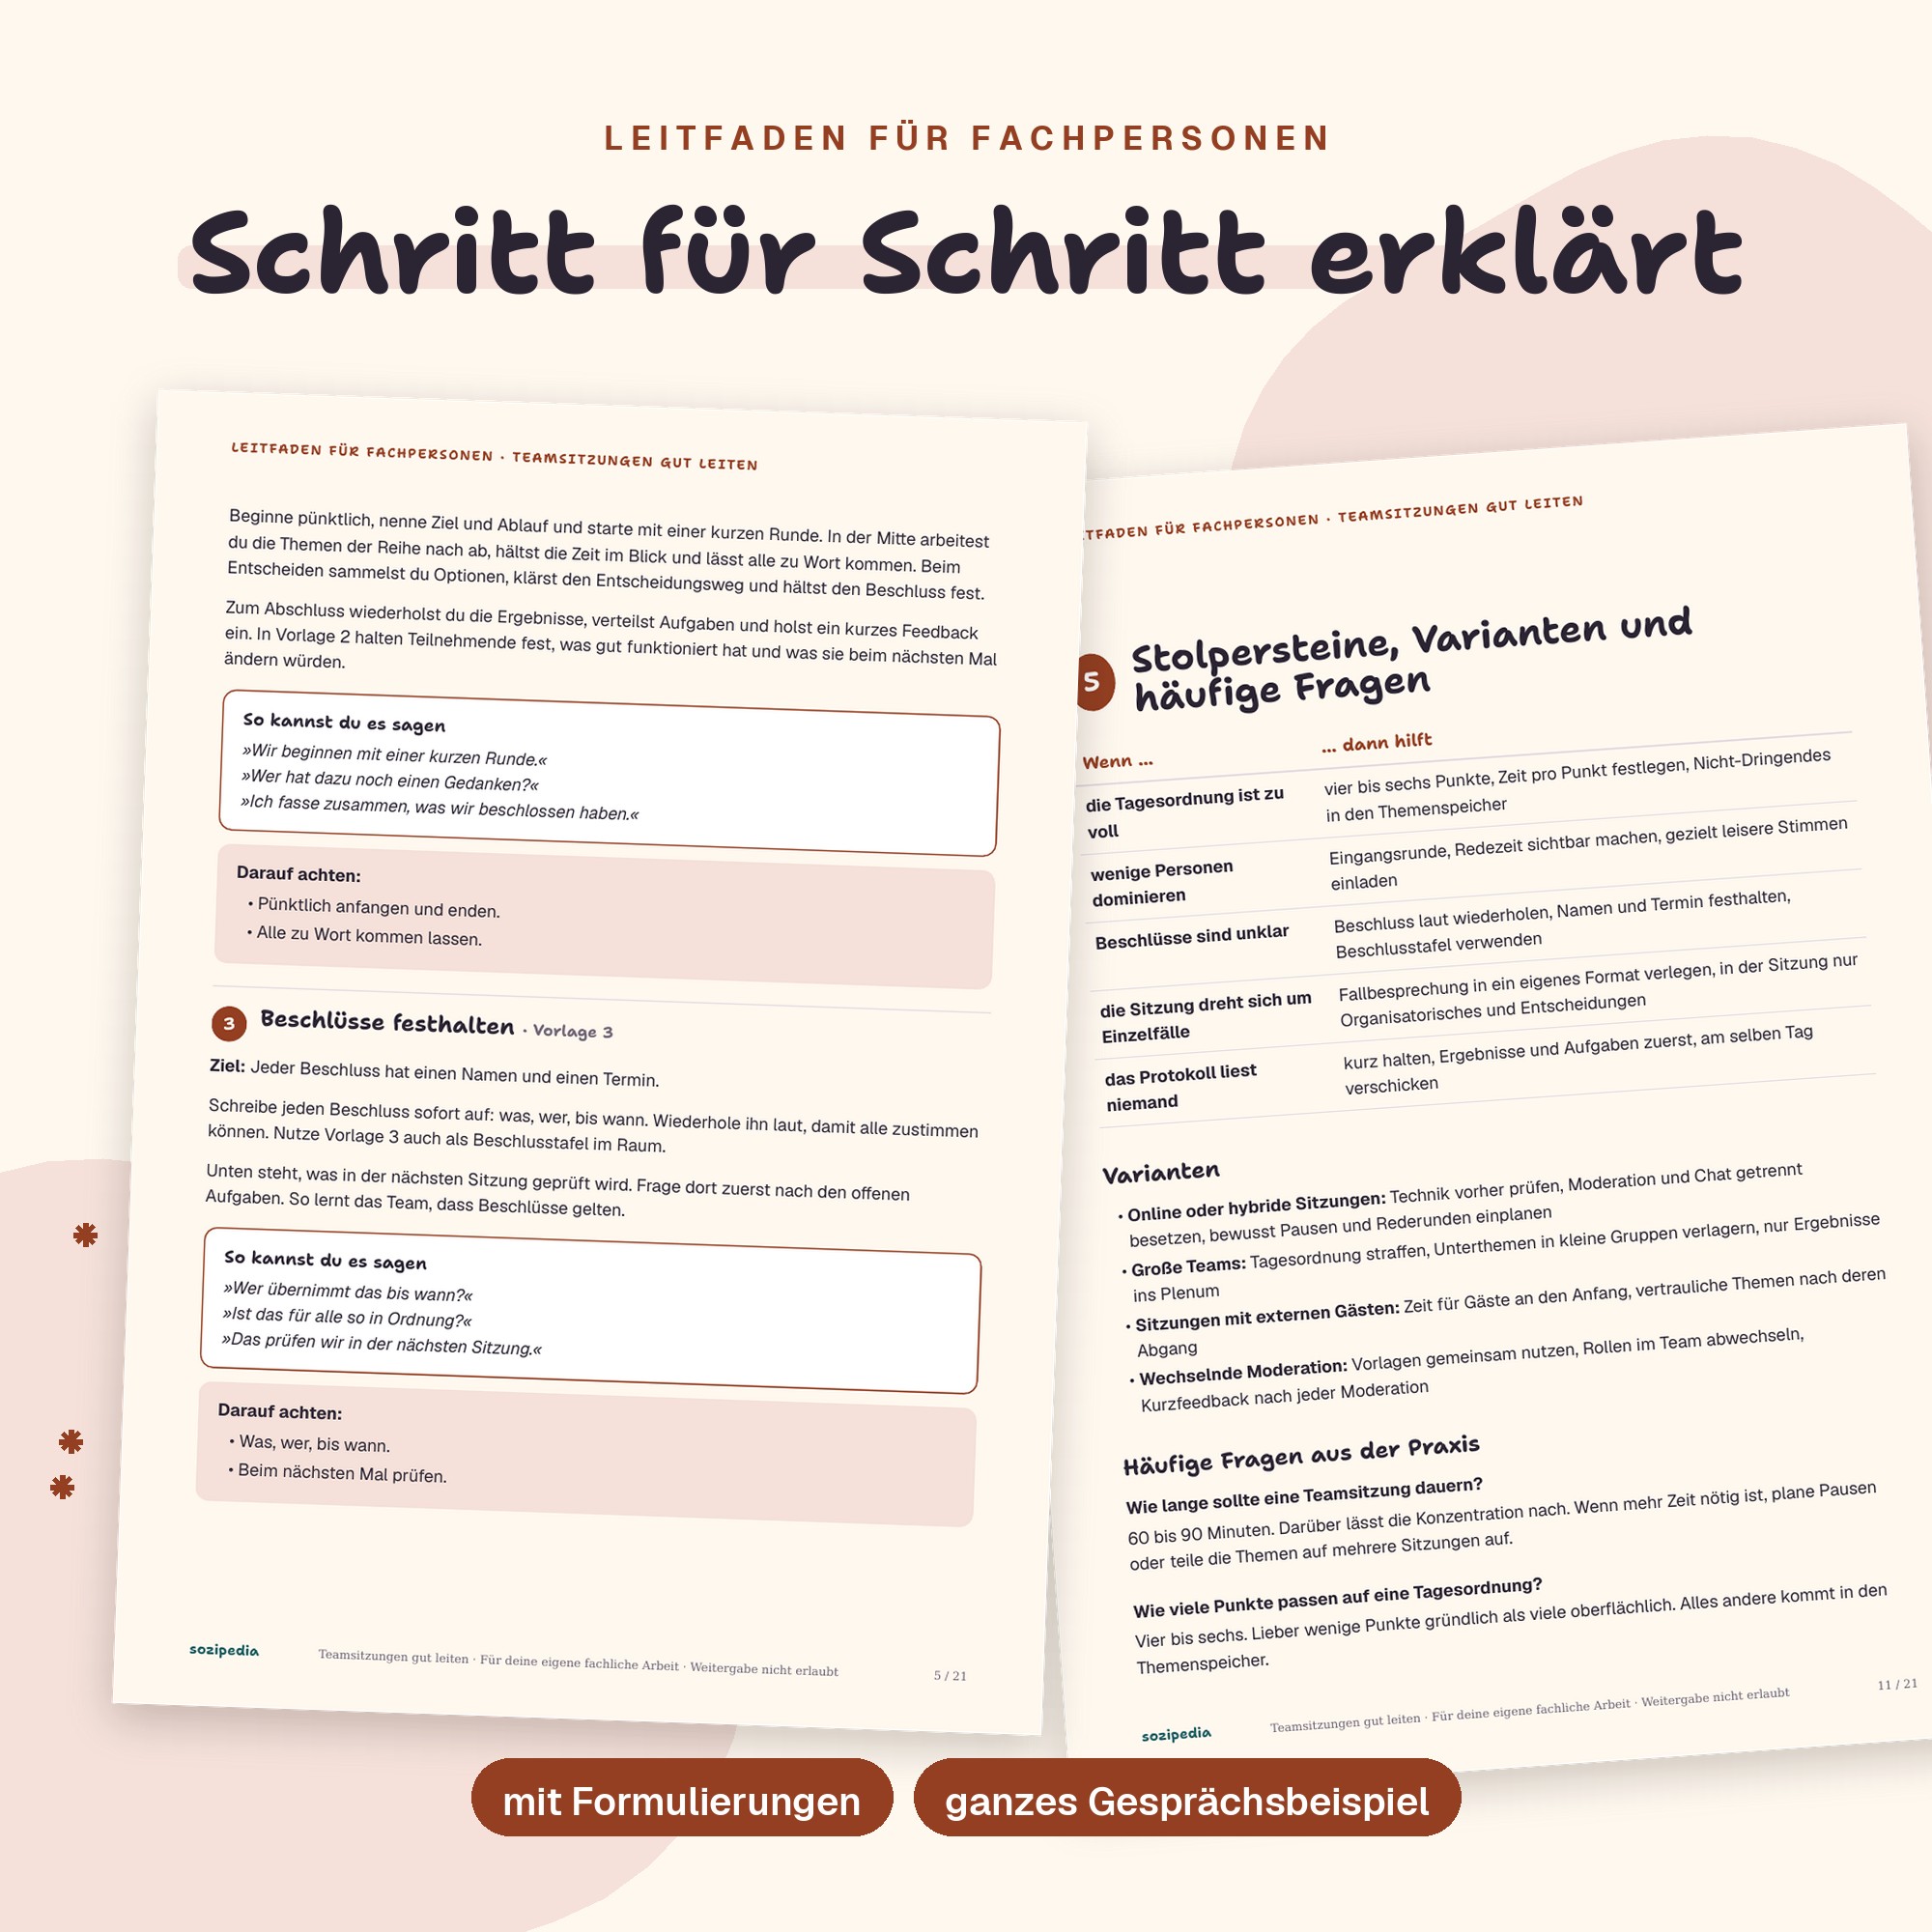 LEITFADEN FÜR FACHPERSONEN
Schritt für Schritt erklärt
LEITFADEN FÜR FACHPERSONEN · TEAMSITZUNGEN GUT LEITEN
Beginne pünktlich, nenne Ziel und Ablauf und starte mit einer kurzen Runde. In der Mitte arbeitest
du die Themen der Reihe nach ab, hältst die Zeit im Blick und lässt alle zu Wort kommen. Beim
Entscheiden sammelst du Optionen, klärst den Entscheidungsweg und hältst den Beschluss fest.
Zum Abschluss wiederholst du die Ergebnisse, verteilst Aufgaben und holst ein kurzes Feedback
ein. In Vorlage 2 halten Teilnehmende fest, was gut funktioniert hat und was sie beim nächsten Mal
ändern würden.
So kannst du es sagen
»Wir beginnen mit einer kurzen Runde.«
»Wer hat dazu noch einen Gedanken?«
»Ich fasse zusammen, was wir beschlossen haben.«
Darauf achten:
• Pünktlich anfangen und enden.
• Alle zu Wort kommen lassen.
3 Beschlüsse festhalten · Vorlage 3
Ziel: Jeder Beschluss hat einen Namen und einen Termin.
Schreibe jeden Beschluss sofort auf: was, wer, bis wann. Wiederhole ihn laut, damit alle zustimmen
können. Nutze Vorlage 3 auch als Beschlusstafel im Raum.
Unten steht, was in der nächsten Sitzung geprüft wird. Frage dort zuerst nach den offenen
Aufgaben. So lernt das Team, dass Beschlüsse gelten.
So kannst du es sagen
»Wer übernimmt das bis wann?«
»Ist das für alle so in Ordnung?«
»Das prüfen wir in der nächsten Sitzung.«
Darauf achten:
• Was, wer, bis wann.
• Beim nächsten Mal prüfen.
sozipedia Teamsitzungen gut leiten · Für deine eigene fachliche Arbeit · Weitergabe nicht erlaubt 5 / 21
FÜR FACHPERSONEN · TEAMSITZUNGEN GUT LEITEN
5 Stolpersteine, Varianten und
häufige Fragen
Wenn ... ... dann hilft
die Tagesordnung ist zu
voll
vier bis sechs Punkte, Zeit pro Punkt festlegen, Nicht-Dringendes
in den Themenspeicher
wenige Personen
dominieren
Eingangsrunde, Redezeit sichtbar machen, gezielt leisere Stimmen
einladen
Beschlüsse sind unklar
Beschluss laut wiederholen, Namen und Termin festhalten,
Beschlusstafel verwenden
die Sitzung dreht sich um
Einzelfälle
Fallbesprechung in ein eigenes Format verlegen, in der Sitzung nur
Organisatorisches und Entscheidungen
das Protokoll liest
niemand
kurz halten, Ergebnisse und Aufgaben zuerst, am selben Tag
verschicken
Varianten
• Online oder hybride Sitzungen: Technik vorher prüfen, Moderation und Chat getrennt
besetzen, bewusst Pausen und Rederunden einplanen
• Große Teams: Tagesordnung straffen, Unterthemen in kleine Gruppen verlagern, nur Ergebnisse
ins Plenum
• Sitzungen mit externen Gästen: Zeit für Gäste an den Anfang, vertrauliche Themen nach deren
Abgang
• Wechselnde Moderation: Vorlagen gemeinsam nutzen, Rollen im Team abwechseln,
Kurzfeedback nach jeder Moderation
Häufige Fragen aus der Praxis
Wie lange sollte eine Teamsitzung dauern?
60 bis 90 Minuten. Darüber lässt die Konzentration nach. Wenn mehr Zeit nötig ist, plane Pausen
oder teile die Themen auf mehrere Sitzungen auf.
Wie viele Punkte passen auf eine Tagesordnung?
Vier bis sechs. Lieber wenige Punkte gründlich als viele oberflächlich. Alles andere kommt in den
Themenspeicher.
sozipedia Teamsitzungen gut leiten · Für deine eigene fachliche Arbeit · Weitergabe nicht erlaubt 11 / 21
mit Formulierungen
ganzes Gesprächsbeispiel